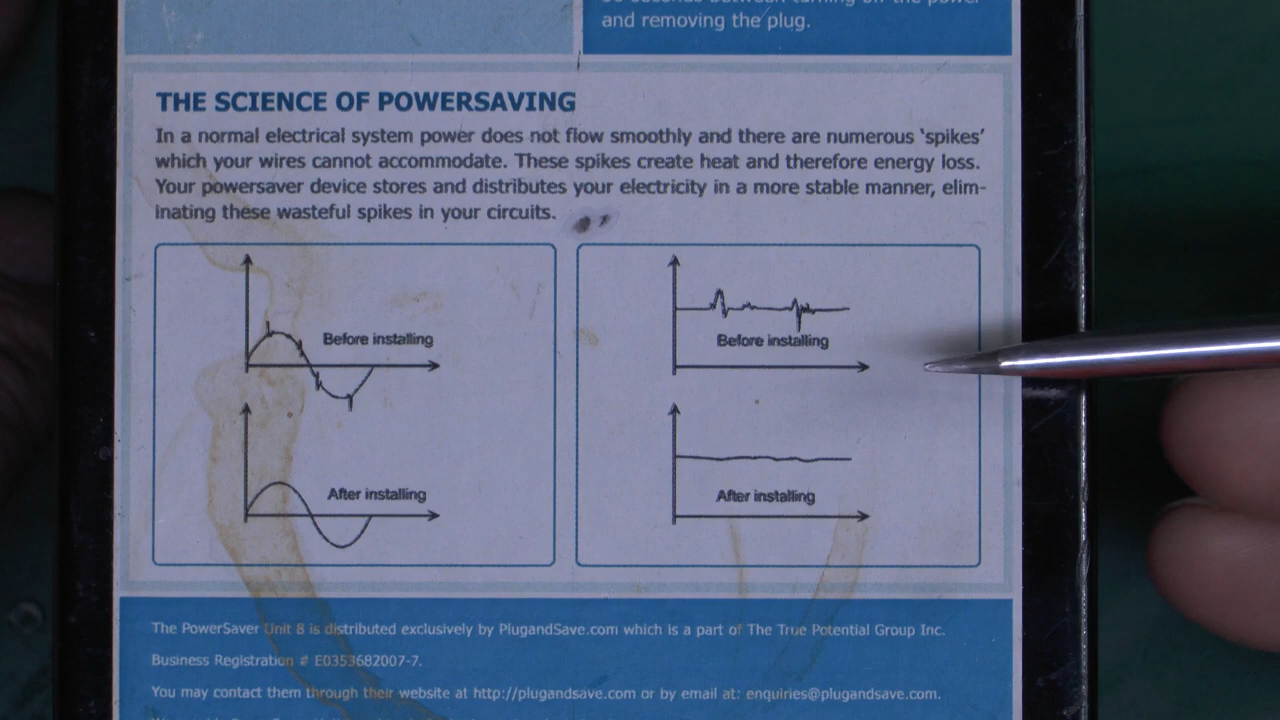 and removing the plug.
THE SCIENCE OF POWERSAVING
In a normal electrical system power does not flow smoothly and there are numerous ‘spikes’
which your wires cannot accommodate. These spikes create heat and therefore energy loss.
Your powersaver device stores and distributes your electricity in a more stable manner, elim-
inating these wasteful spikes in your circuits.
Before installing
After installing
Before installing
After installing
The PowerSaver Unit 8 is distributed exclusively by PlugandSave.com which is a part of The True Potential Group Inc.
Business Registration # E0353682007-7.
You may contact them through their website at http://plugandsave.com or by email at: enquiries@plugandsave.com.